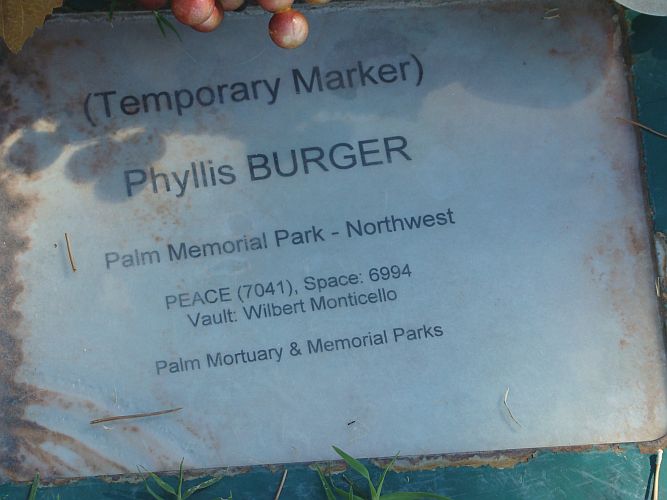 (Temporary Marker)
Phyllis BURGER
Palm Memorial Park - Northwest
PEACE (7041), Space: 6994
Vault: Wilbert Monticello
Palm Mortuary & Memorial Parks